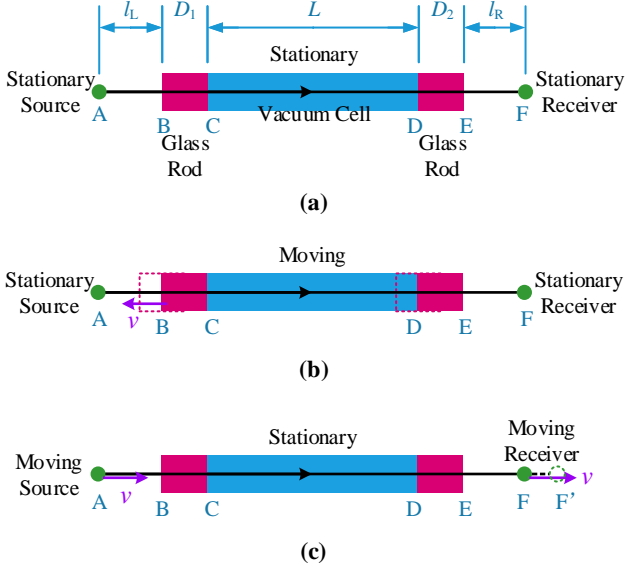 l_L D_1 L D_2 l_R
Stationary
Stationary Source
Stationary Receiver
Vacuum Cell
A B C D E F
Glass Rod
Glass Rod
(a)
Moving
Stationary Source
Stationary Receiver
v
A B C D E F
(b)
Stationary
Moving Source
Moving Receiver
v
v
A B C D E F F’
(c)